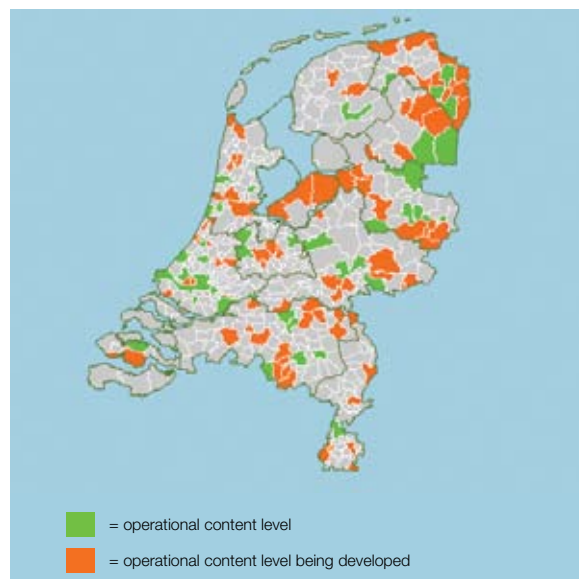 = operational content level
= operational content level being developed